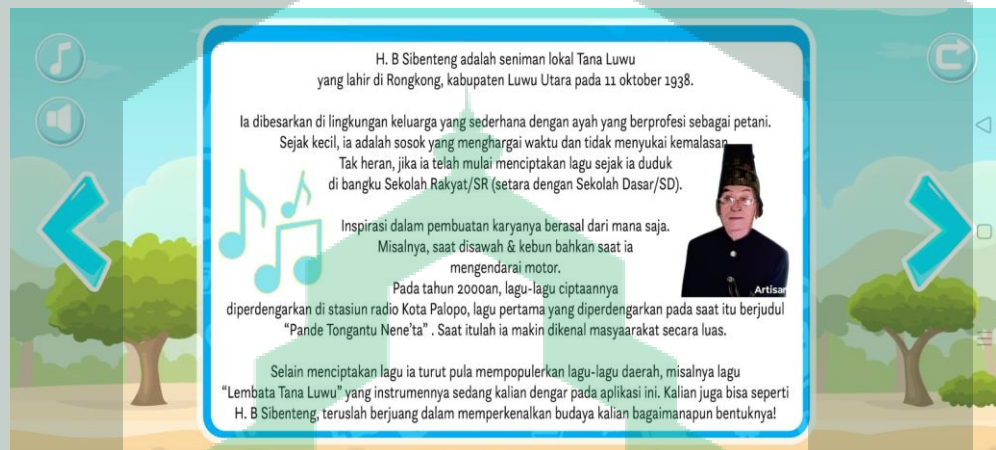 H. B Sibenteng adalah seniman lokal Tana Luwu
yang lahir di Rongkong, kabupaten Luwu Utara pada 11 oktober 1938.
Ia dibesarkan di lingkungan keluarga yang sederhana dengan ayah yang berprofesi sebagai petani.
Sejak kecil, ia adalah sosok yang menghargai waktu dan tidak menyukai kemalasan
Tak heran, jika ia telah mulai menciptakan lagu sejak ia duduk
di bangku Sekolah Rakyat/SR (setara dengan Sekolah Dasar/SD).
Inspirasi dalam pembuatan karyanya berasal dari mana saja.
Misalnya, saat disawah & kebun bahkan saat ia
mengendarai motor.
Pada tahun 2000an, lagu-lagu ciptaannya
diperdengarkan di stasiun radio Kota Palopo, lagu pertama yang diperdengarkan pada saat itu berjudul
“Pande Tongantu Nene’ta” . Saat itulah ia makin dikenal masyaarakat secara luas.
Selain menciptakan lagu ia turut pula mempopulerkan lagu-lagu daerah, misalnya lagu
“Lembata Tana Luwu” yang instrumennya sedang kalian dengar pada aplikasi ini. Kalian juga bisa seperti
H. B Sibenteng, teruslah berjuang dalam memperkenalkan budaya kalian bagaimanapun bentuknya!
Artisan